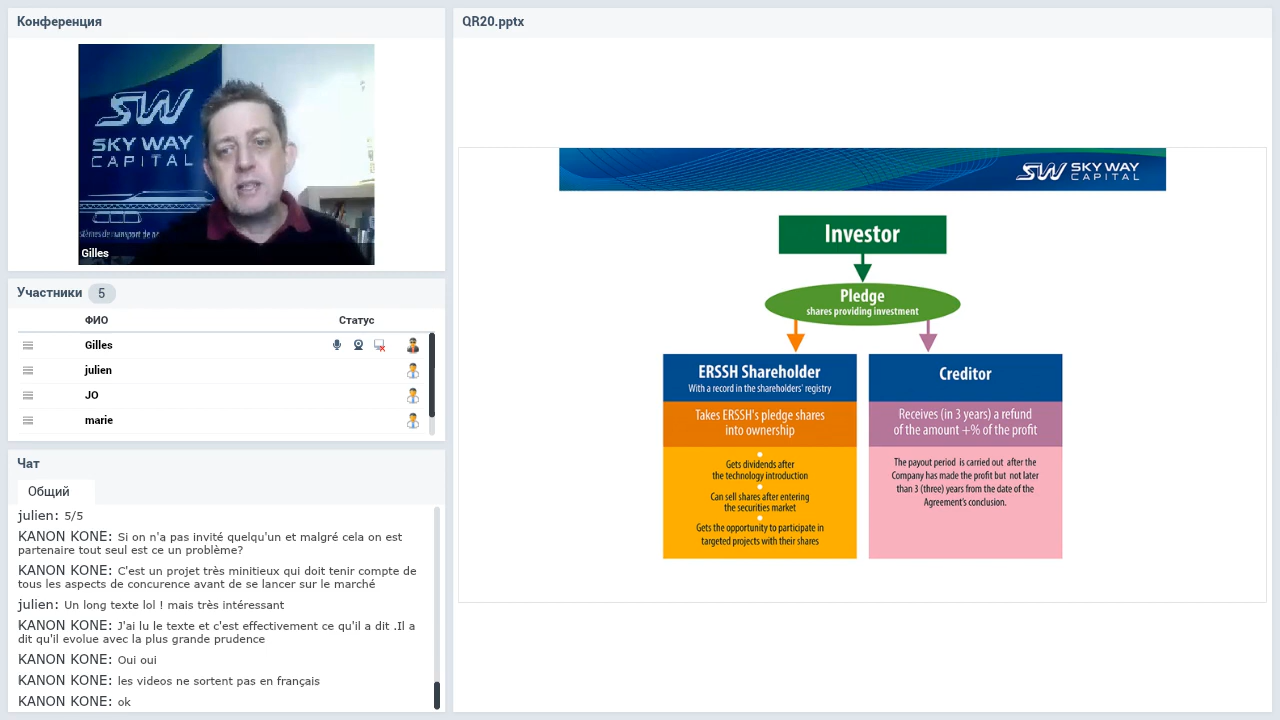 Конференция
SW
SKY WAY
CAPITAL
Gilles
Участники 5
ФИО Статус
Gilles
julien
JO
marie
Чат
Общий
julien: 5/5
KANON KONE: Si on n'a pas invité quelqu'un et malgré cela on est
partenaire tout seul est ce un problème?
KANON KONE: C'est un projet très minitieux qui doit tenir compte de
tous les aspects de concurence avant de se lancer sur le marché
julien: Un long texte lol ! mais très intéressant
KANON KONE: J'ai lu le texte et c'est effectivement ce qu'il a dit .Il a
dit qu'il evolue avec la plus grande prudence
KANON KONE: Oui oui
KANON KONE: les videos ne sortent pas en français
KANON KONE: ok
QR20.pptx
SW SKY WAY
CAPITAL
Investor
Pledge
shares providing investment
ERSSH Shareholder
With a record in the shareholders' registry
Takes ERSSH's pledge shares
into ownership
Gets dividends after
the technology introduction
Can sell shares after entering
the securities market
Gets the opportunity to participate in
targeted projects with their shares
Creditor
Receives (in 3 years) a refund
of the amount +% of the profit
The payout period is carried out after the
Company has made the profit but not later
than 3 (three) years from the date of the
Agreement's conclusion.